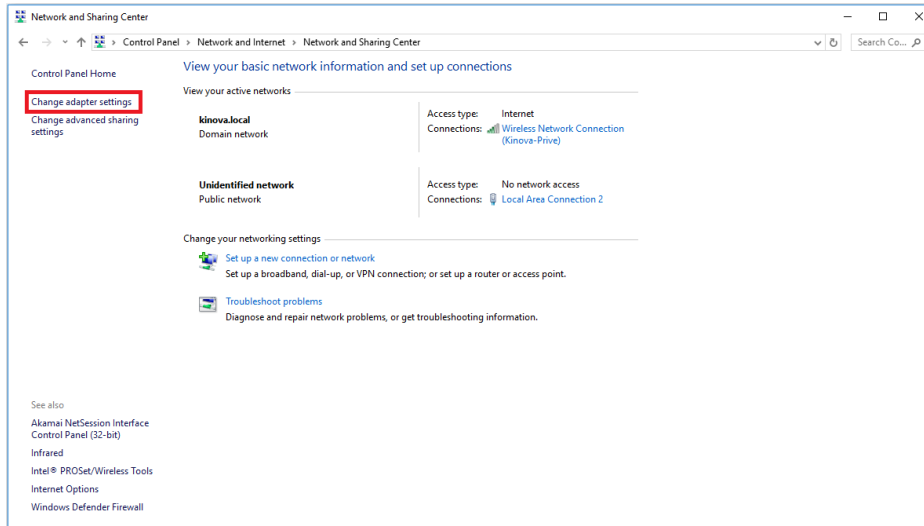 Network and Sharing Center
Control Panel › Network and Internet › Network and Sharing Center
Search Co...
Control Panel Home
Change adapter settings
Change advanced sharing
settings
View your basic network information and set up connections
View your active networks
kinova.local
Domain network
Access type: Internet
Connections: Wireless Network Connection
(Kinova-Prive)
Unidentified network
Public network
Access type: No network access
Connections: Local Area Connection 2
Change your networking settings
Set up a new connection or network
Set up a broadband, dial-up, or VPN connection; or set up a router or access point.
Troubleshoot problems
Diagnose and repair network problems, or get troubleshooting information.
See also
Akamai NetSession Interface
Control Panel (32-bit)
Infrared
Intel® PROSet/Wireless Tools
Internet Options
Windows Defender Firewall